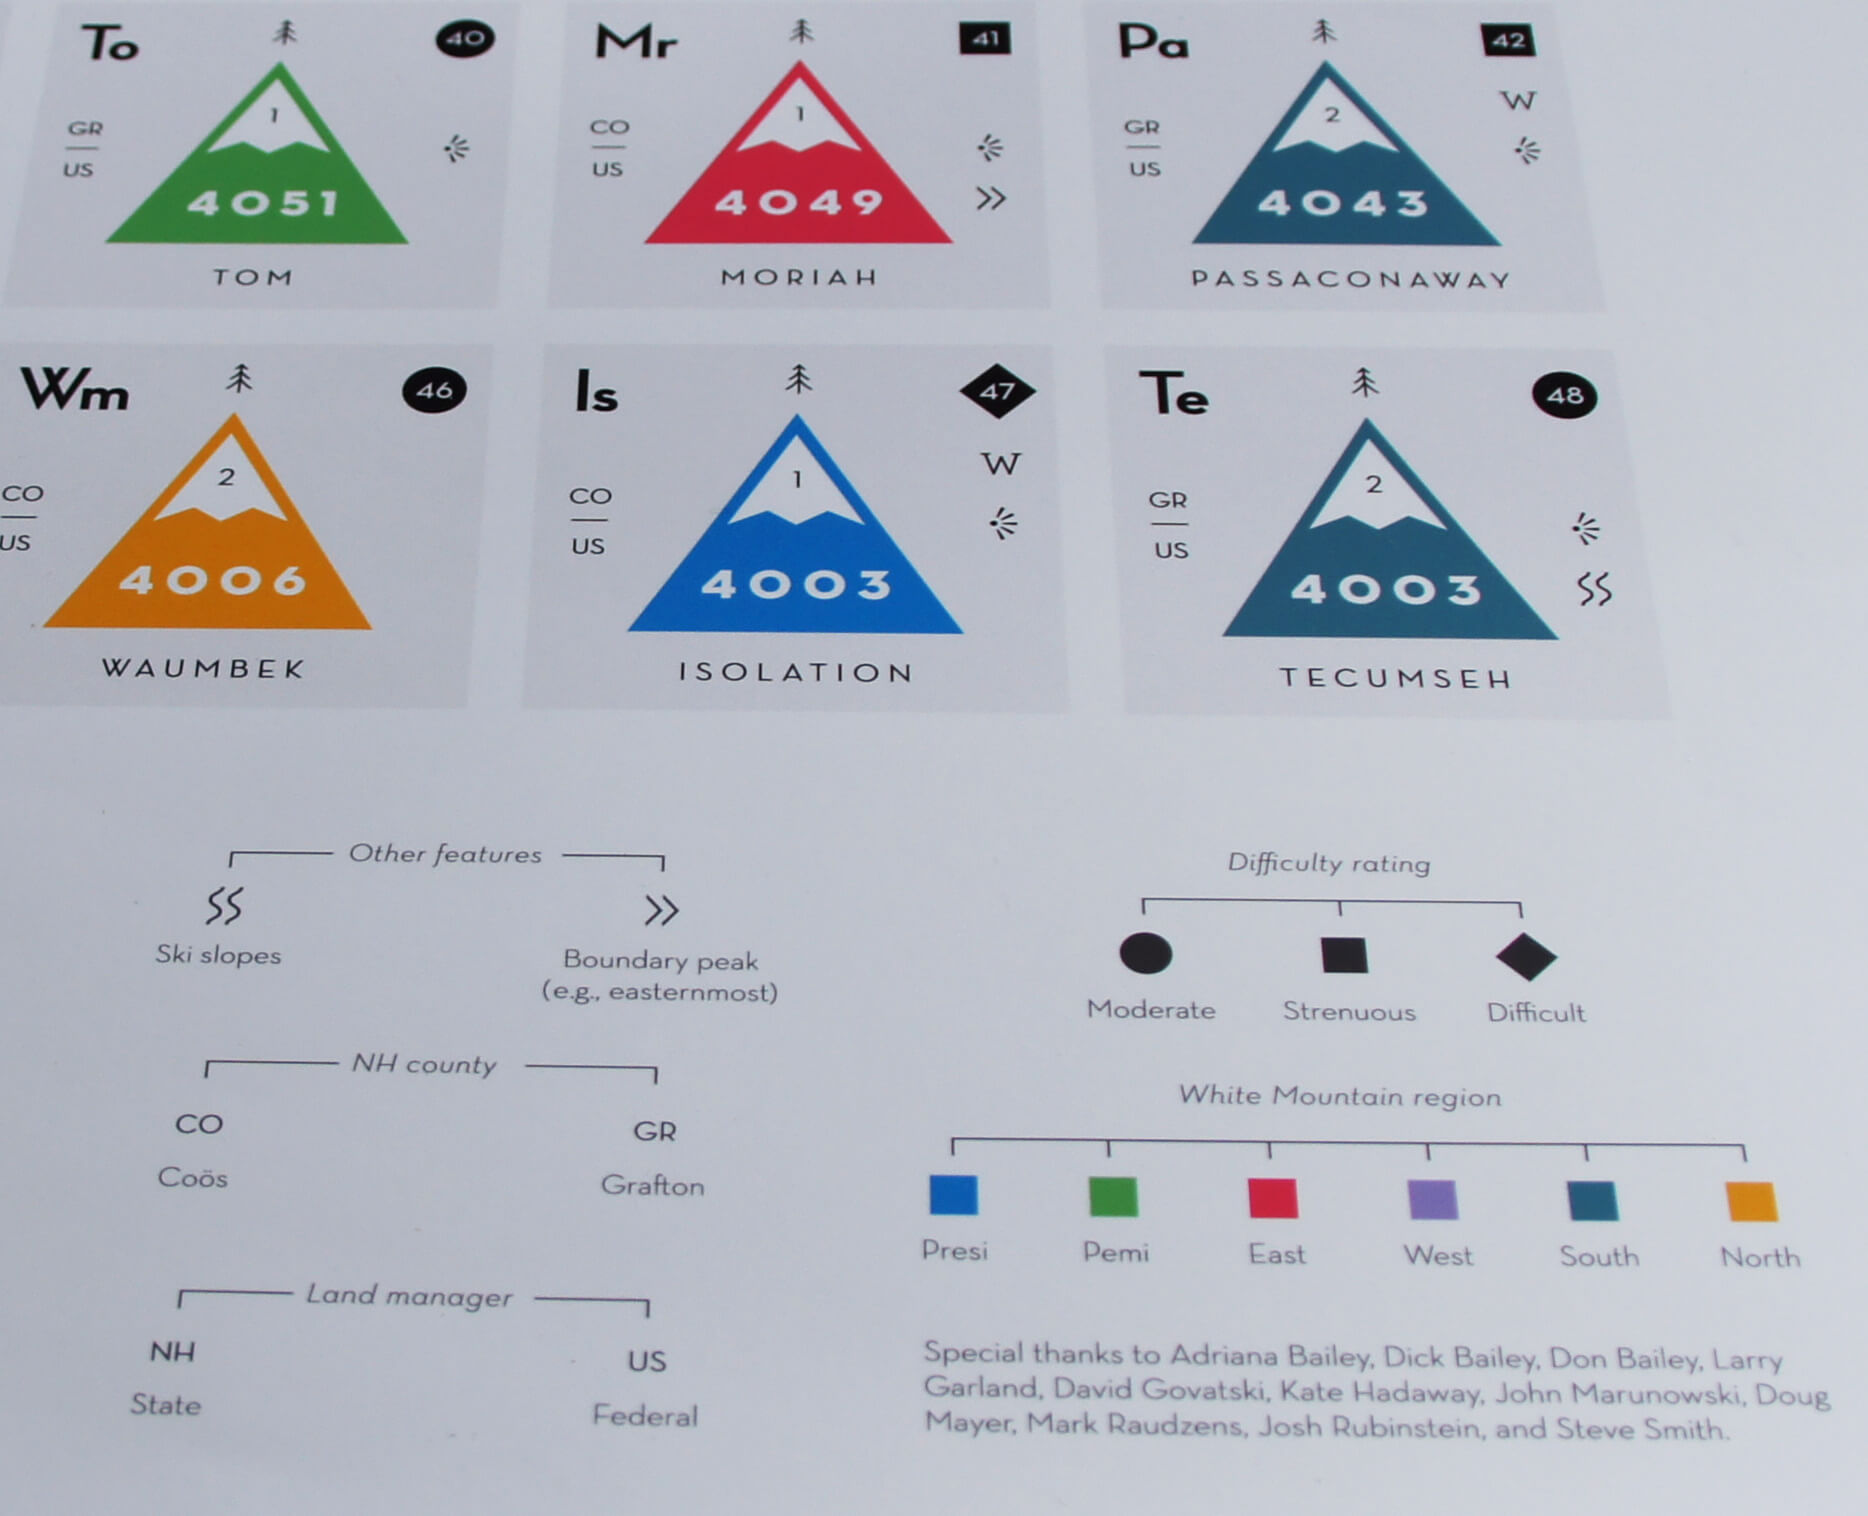 To 40
1
GR
US
4051
TOM
Mr 41
1
CO
US
4049
MORIAH
Pa 42
W
2
GR
US
4043
PASSACONAWAY
Wm 46
2
CO
US
4006
WAUMBEK
Is 47
W
1
CO
US
4003
ISOLATION
Te 48
2
GR
US
4003
TECUMSEH
Other features
Ski slopes
Boundary peak
(e.g., easternmost)
NH county
CO GR
Coös Grafton
Land manager
NH US
State Federal
Difficulty rating
Moderate Strenuous Difficult
White Mountain region
Presi Pemi East West South North
Special thanks to Adriana Bailey, Dick Bailey, Don Bailey, Larry
Garland, David Govatski, Kate Hadaway, John Marunowski, Doug
Mayer, Mark Raudzens, Josh Rubinstein, and Steve Smith.